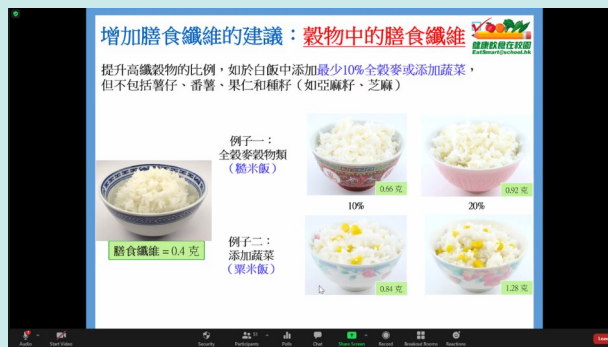 增加膳食纖維的建議：穀物中的膳食纖維
健康飲食在校園
EatSmart@school.hk
提升高纖穀物的比例，如於白飯中添加最少10%全穀麥或添加蔬菜，
但不包括薯仔、番薯、果仁和種籽（如亞麻籽、芝麻）
例子一：
全穀麥穀物類
（糙米飯）
0.66 克
0.92 克
10%
20%
膳食纖維 = 0.4 克
例子二：
添加蔬菜
（粟米飯）
0.84 克
1.28 克
Audio
Start Video
Security
Participants
Polls
Chat
Share Screen
Record
Breakout Rooms
Reactions